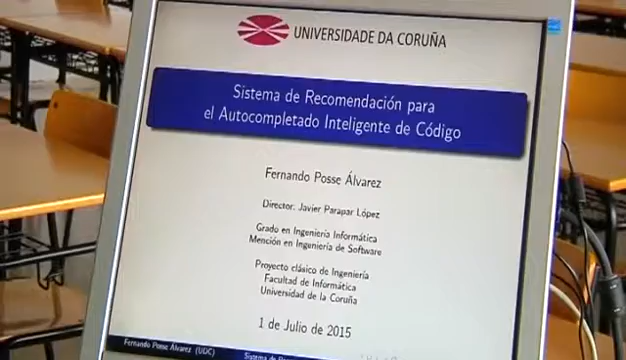 UNIVERSIDADE DA CORUÑA
Sistema de Recomendación para
el Autocompletado Inteligente de Código
Fernando Posse Álvarez
Director: Javier Parapar López
Grado en Ingeniería Informática
Mención en Ingeniería de Software
Proyecto clásico de Ingeniería
Facultad de Informática
Universidad de la Coruña
1 de Julio de 2015
Fernando Posse Álvarez (UDC)
Sistema de